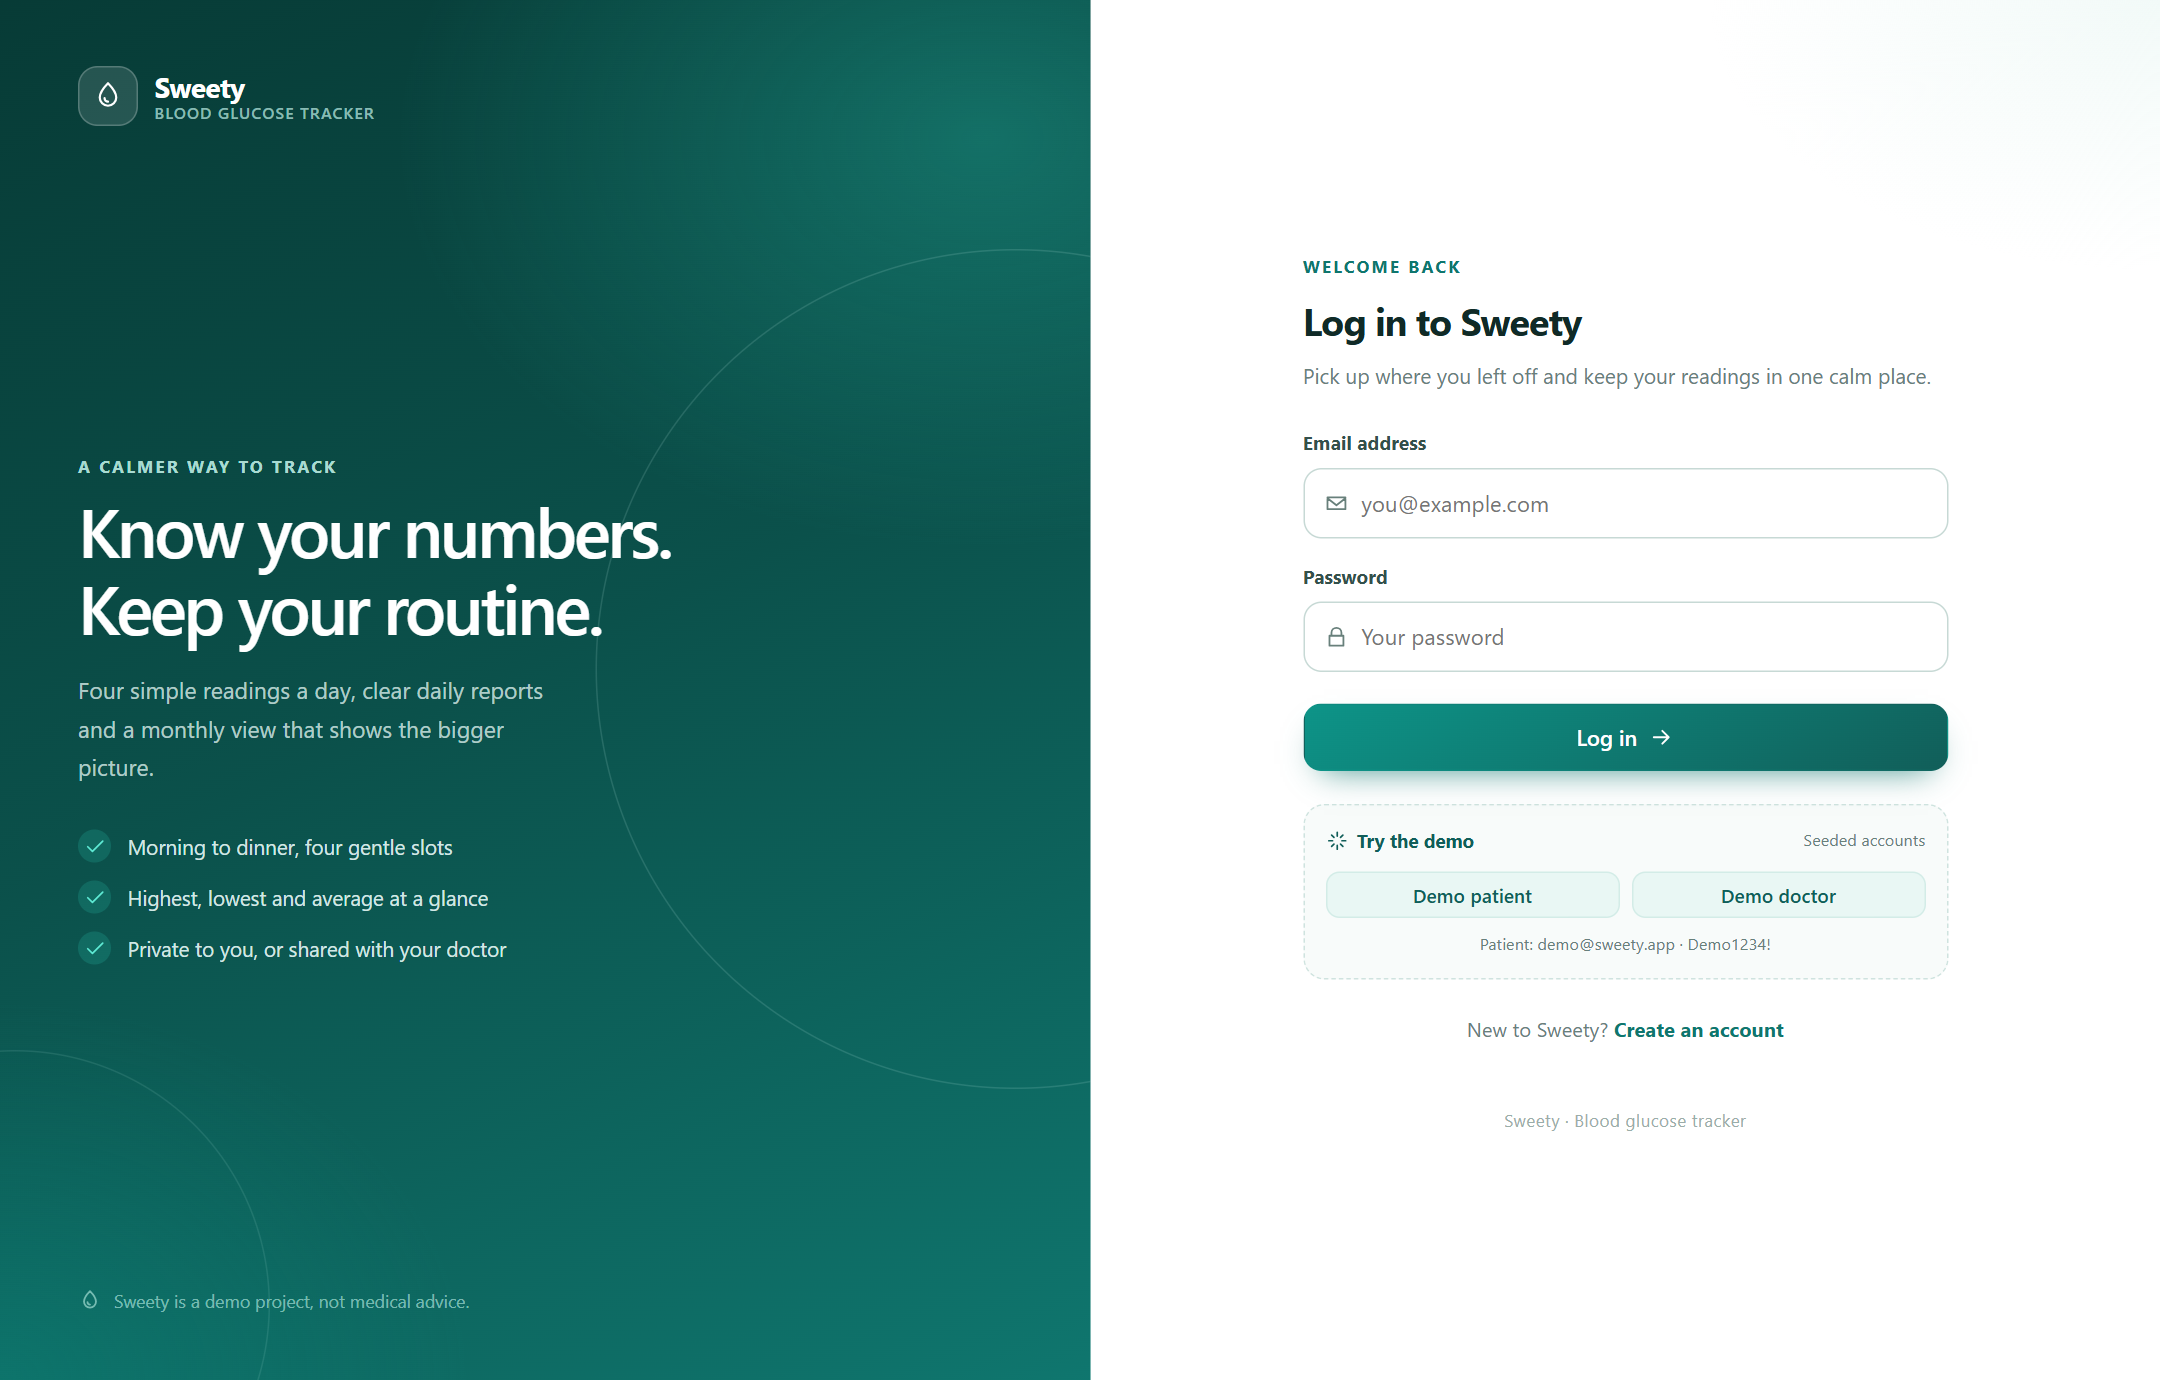 Sweety
BLOOD GLUCOSE TRACKER
A CALMER WAY TO TRACK
Know your numbers.
Keep your routine.
Four simple readings a day, clear daily reports
and a monthly view that shows the bigger
picture.
Morning to dinner, four gentle slots
Highest, lowest and average at a glance
Private to you, or shared with your doctor
Sweety is a demo project, not medical advice.
WELCOME BACK
Log in to Sweety
Pick up where you left off and keep your readings in one calm place.
Email address
you@example.com
Password
Your password
Log in →
Try the demo
Seeded accounts
Demo patient
Demo doctor
Patient: demo@sweety.app · Demo1234!
New to Sweety? Create an account
Sweety · Blood glucose tracker